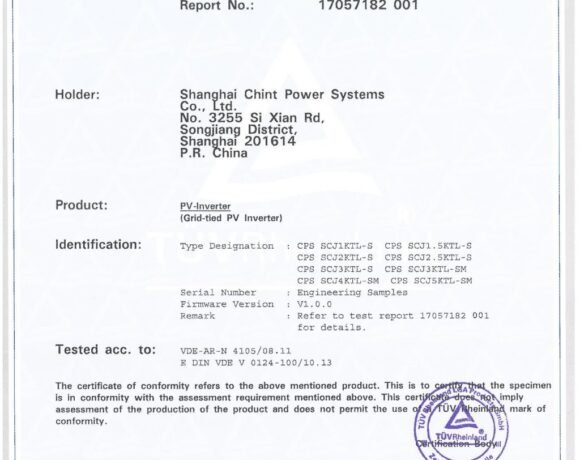 Report No.: 17057182 001
Holder: Shanghai Chint Power Systems
Co., Ltd.
No. 3255 Si Xian Rd,
Songjiang District,
Shanghai 201614
P.R. China
Product: PV-Inverter
(Grid-tied PV Inverter)
Identification: Type Designation : CPS SCJ1KTL-S CPS SCJ1.5KTL-S
CPS SCJ2KTL-S CPS SCJ2.5KTL-S
CPS SCJ3KTL-S CPS SCJ3KTL-SM
CPS SCJ4KTL-SM CPS SCJ5KTL-SM
Serial Number : Engineering Samples
Firmware Version : V1.0.0
Remark : Refer to test report 17057182 001
for details.
Tested acc. to: VDE-AR-N 4105/08.11
E DIN VDE V 0124-100/10.13
The certificate of conformity refers to the above mentioned product. This is to certify that the specimen
is in conformity with the assessment requirement mentioned above. This certificate does not imply
assessment of the production of the product and does not permit the use of a TÜV Rheinland mark of
conformity.
TÜVRheinland
Certification Body
TÜVRheinland
®